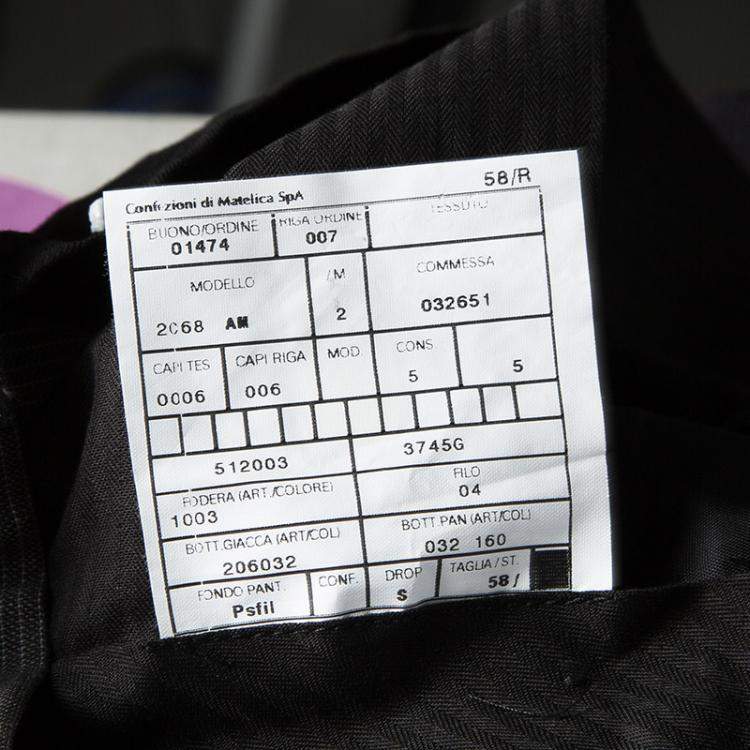 58/R
Confezioni di Matelica SpA
BUONO/ORDINE RIGA ORDINE TESSUTO
01474 007
MODELLO /M COMMESSA
2068 AM 2 032651
CAPI TES CAPI RIGA MOD. CONS
0006 006 5 5
512003 3745G
FODERA (ART./COLORE) FILO
1003 04
BOTT.GIACCA (ART/COL) BOTT.PAN (ART/COL)
206032 032 160
FONDO PANT. CONF. DROP TAGLIA / ST.
Psfil S 58/